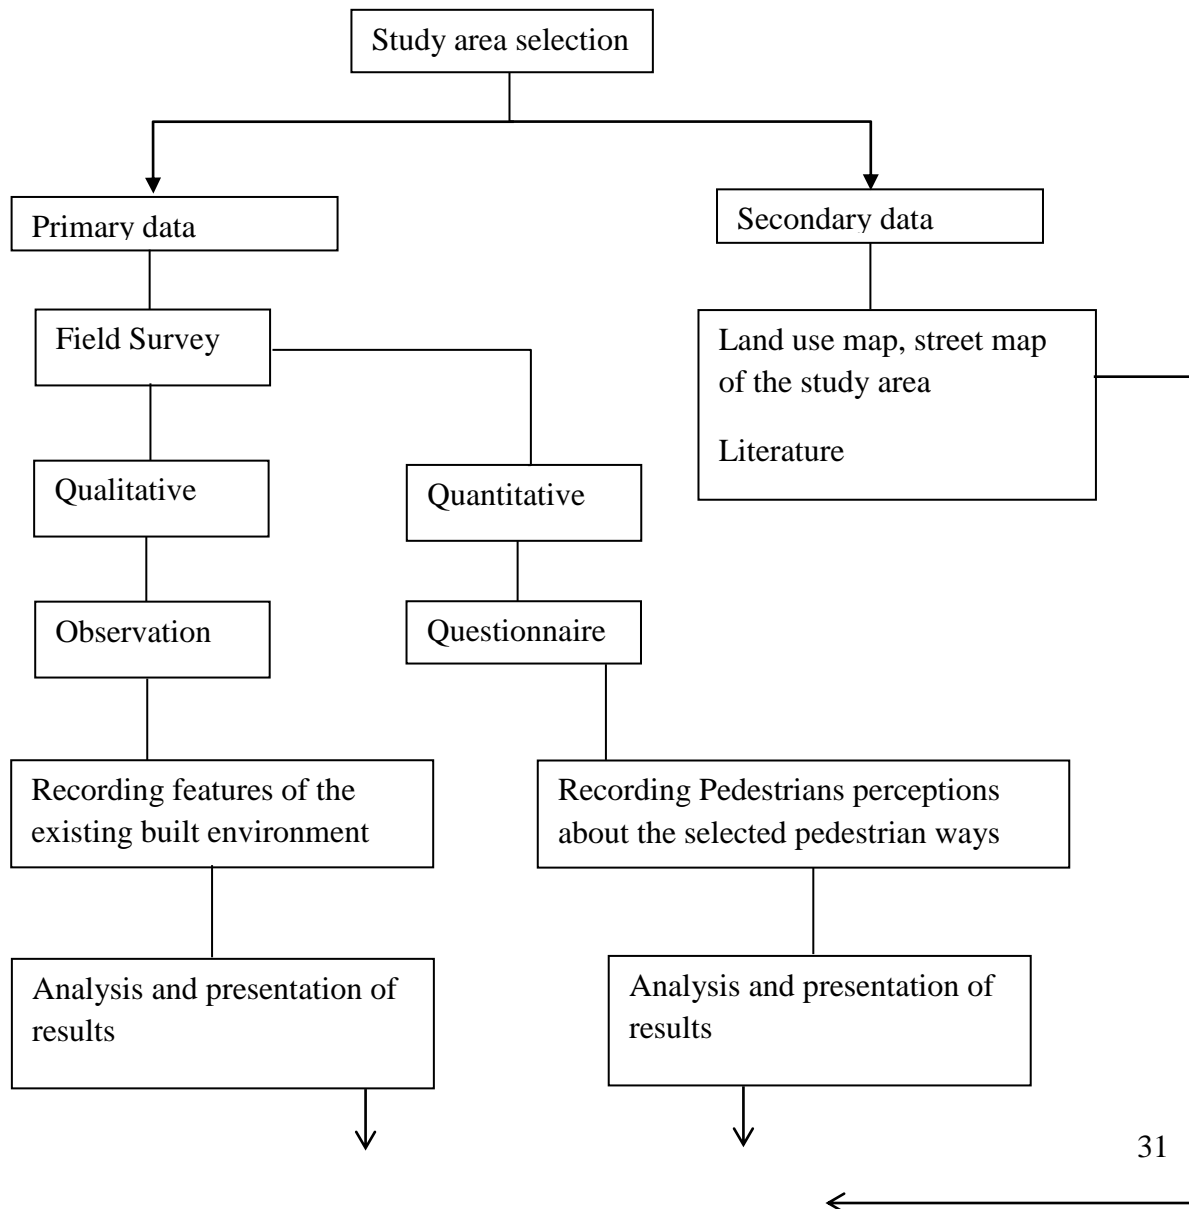 Study area selection
Primary data
Secondary data
Field Survey
Land use map, street map
of the study area
Literature
Qualitative
Quantitative
Observation
Questionnaire
Recording features of the
existing built environment
Recording Pedestrians perceptions
about the selected pedestrian ways
Analysis and presentation of
results
Analysis and presentation of
results
31